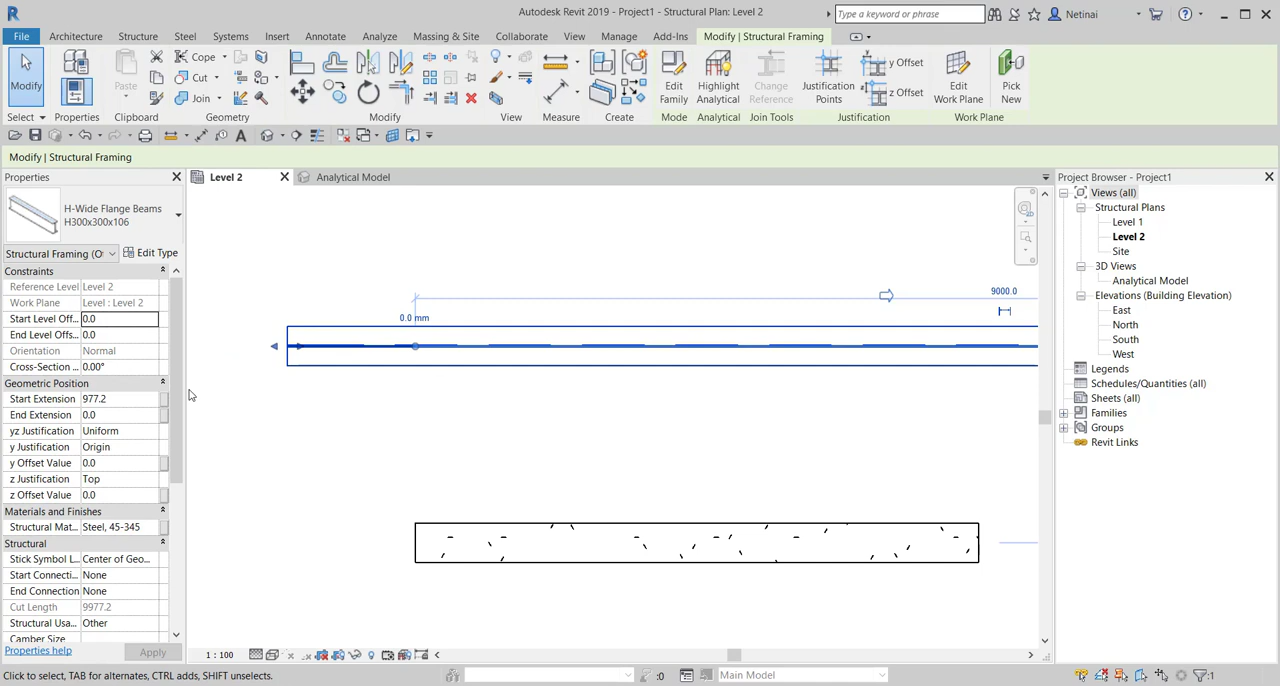 Autodesk Revit 2019 - Project1 - Structural Plan: Level 2
Type a keyword or phrase
Netinai
File Architecture Structure Steel Systems Insert Annotate Analyze Massing & Site Collaborate View Manage Add-Ins Modify | Structural Framing
Modify
Paste
Cope
Cut
Join
Edit Family
Highlight Analytical
Change Reference
Justification Points
y Offset
z Offset
Edit Work Plane
Pick New
Select Properties Clipboard Geometry Modify View Measure Create Mode Analytical Join Tools Justification Work Plane
Modify | Structural Framing
Properties
H-Wide Flange Beams
H300x300x106
Structural Framing (O
Edit Type
Constraints
Reference Level Level 2
Work Plane Level : Level 2
Start Level Off... 0.0
End Level Offs... 0.0
Orientation Normal
Cross-Section ... 0.00°
Geometric Position
Start Extension 977.2
End Extension 0.0
yz Justification Uniform
y Justification Origin
y Offset Value 0.0
z Justification Top
z Offset Value 0.0
Materials and Finishes
Structural Mat... Steel, 45-345
Structural
Stick Symbol L... Center of Geo...
Start Connecti... None
End Connection None
Cut Length 9977.2
Structural Usa... Other
Camber Size
Properties help
Apply
Level 2
Analytical Model
9000.0
0.0 mm
1 : 100
Project Browser - Project1
Views (all)
Structural Plans
Level 1
Level 2
Site
3D Views
Analytical Model
Elevations (Building Elevation)
East
North
South
West
Legends
Schedules/Quantities (all)
Sheets (all)
Families
Groups
Revit Links
Click to select, TAB for alternates, CTRL adds, SHIFT unselects.
:0
Main Model
:1